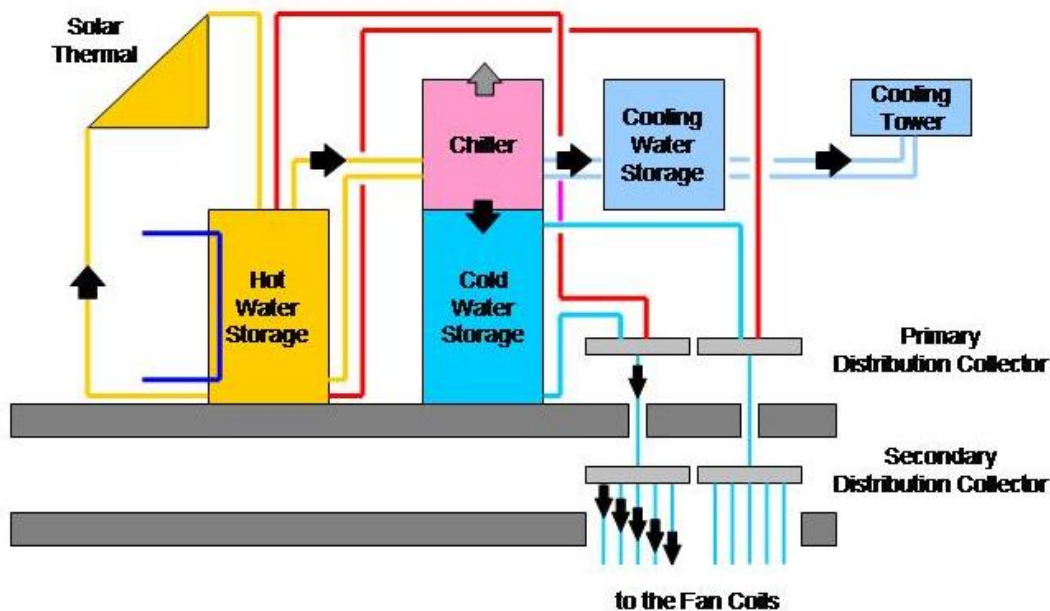 Solar
Thermal
Chiller
Cooling
Water
Storage
Cooling
Tower
Hot
Water
Storage
Cold
Water
Storage
Primary
Distribution Collector
Secondary
Distribution Collector
to the Fan Coils